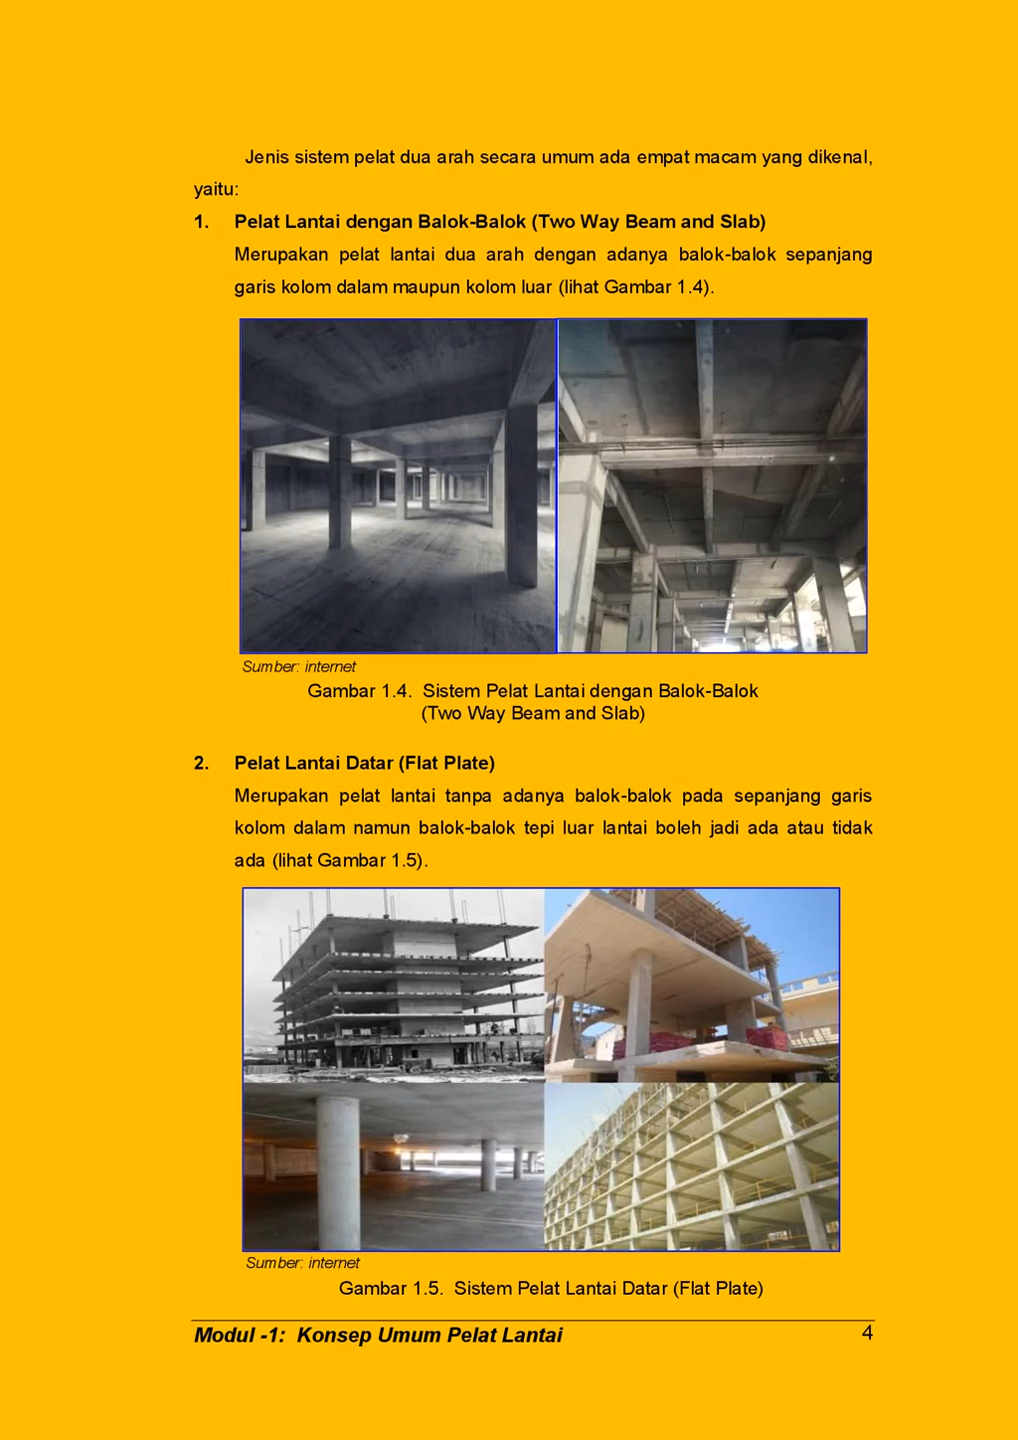 Jenis sistem pelat dua arah secara umum ada empat macam yang dikenal,
yaitu:
1. Pelat Lantai dengan Balok-Balok (Two Way Beam and Slab)
Merupakan pelat lantai dua arah dengan adanya balok-balok sepanjang
garis kolom dalam maupun kolom luar (lihat Gambar 1.4).
Sumber: internet
Gambar 1.4. Sistem Pelat Lantai dengan Balok-Balok
(Two Way Beam and Slab)
2. Pelat Lantai Datar (Flat Plate)
Merupakan pelat lantai tanpa adanya balok-balok pada sepanjang garis
kolom dalam namun balok-balok tepi luar lantai boleh jadi ada atau tidak
ada (lihat Gambar 1.5).
Sumber: internet
Gambar 1.5. Sistem Pelat Lantai Datar (Flat Plate)
Modul -1: Konsep Umum Pelat Lantai 4